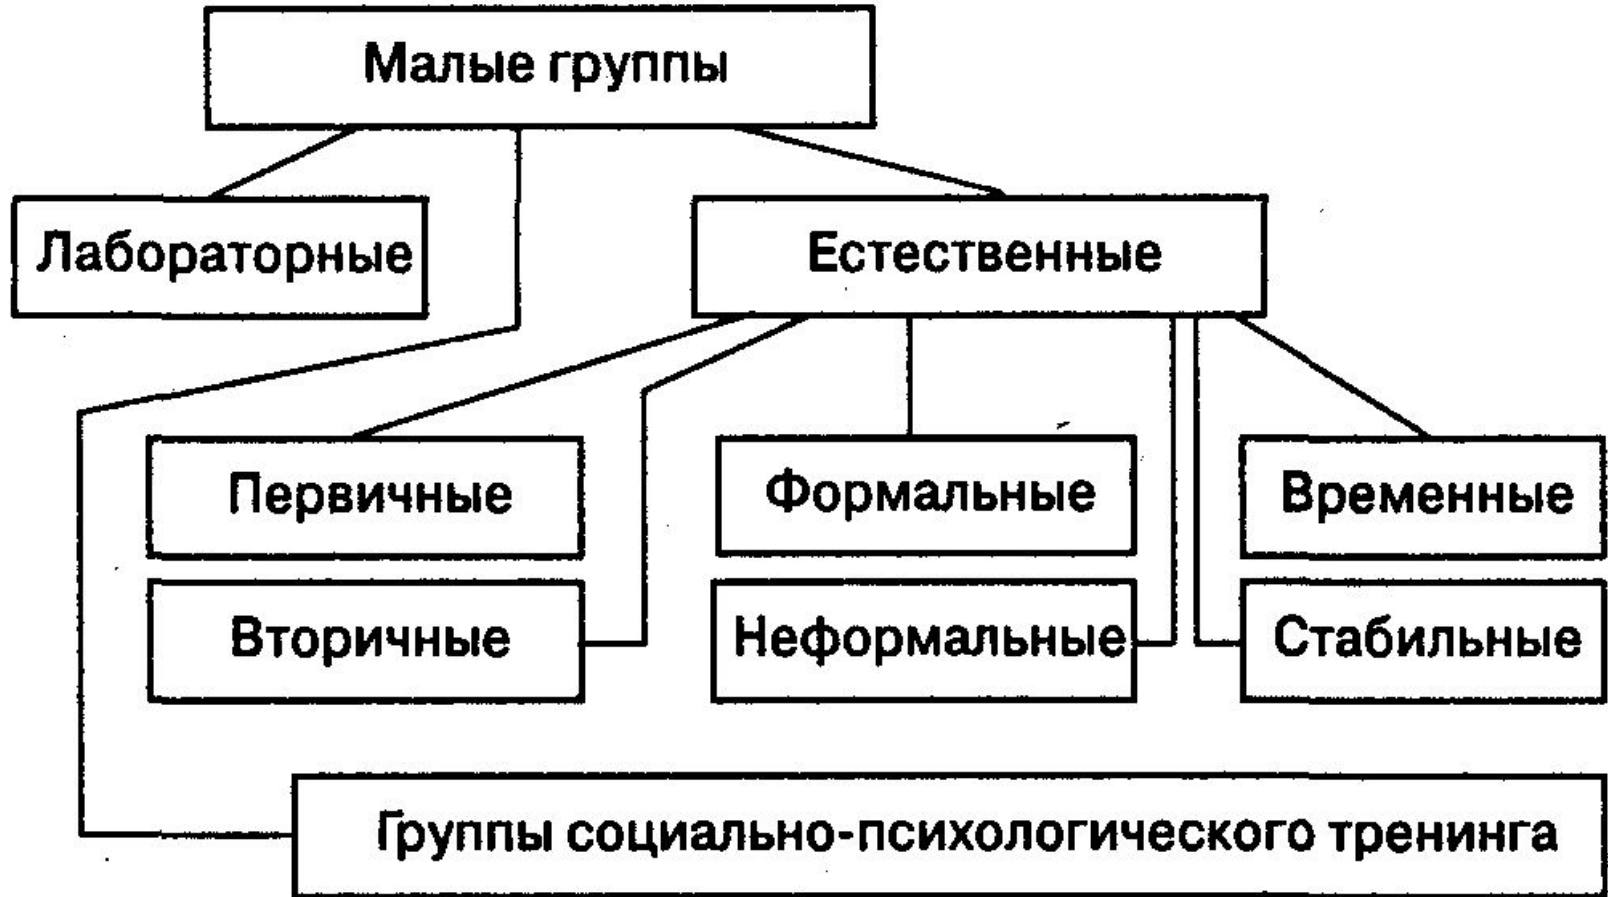 Малые группы
Лабораторные
Естественные
Первичные
Формальные
Временные
Вторичные
Неформальные
Стабильные
Группы социально-психологического тренинга